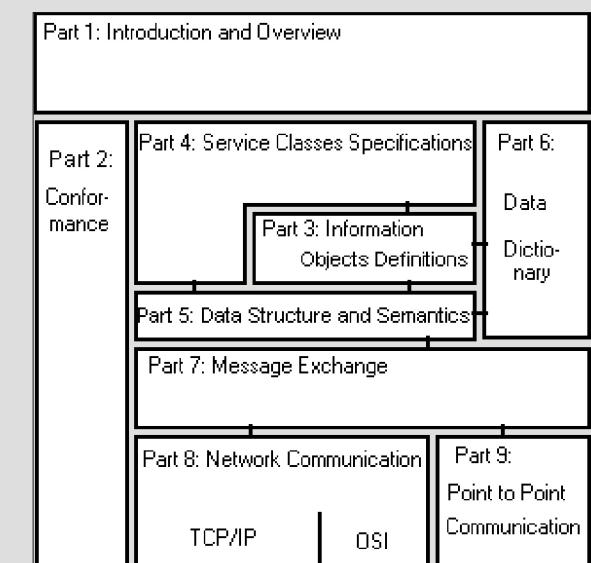 Part 1: Introduction and Overview
Part 2:
Confor-
mance
Part 4: Service Classes Specifications
Part 6:
Data
Dictio-
nary
Part 3: Information
Objects Definitions
Part 5: Data Structure and Semantics
Part 7: Message Exchange
Part 8: Network Communication
TCP/IP
OSI
Part 9:
Point to Point
Communication